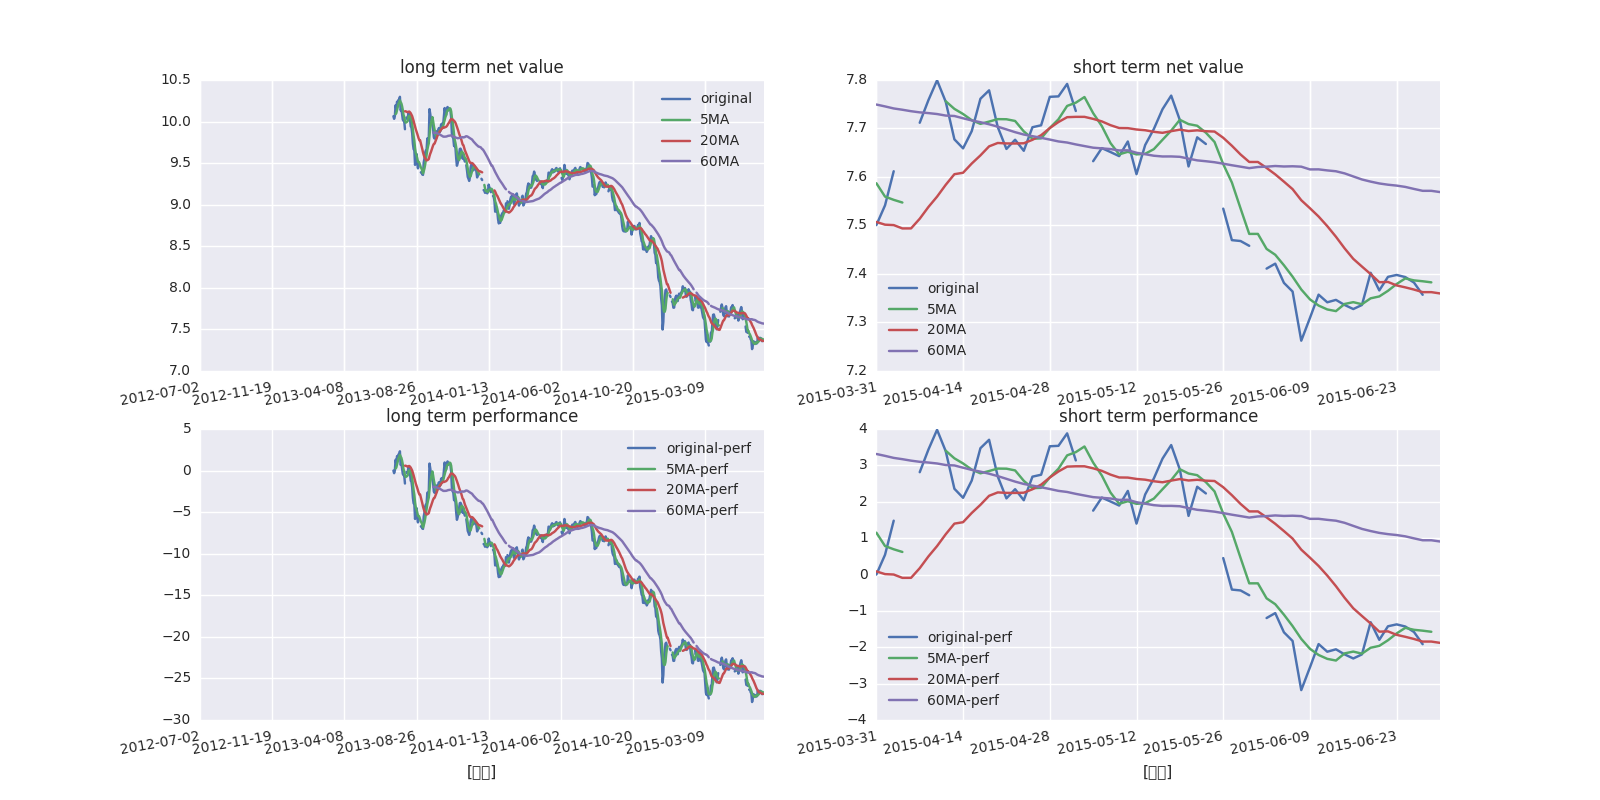 long term net value
10.5
10.0
9.5
9.0
8.5
8.0
7.5
7.0
original
5MA
20MA
60MA
2012-07-02 2012-11-19 2013-04-08 2013-08-26 2014-01-13 2014-06-02 2014-10-20 2015-03-09
short term net value
7.8
7.7
7.6
7.5
7.4
7.3
7.2
original
5MA
20MA
60MA
2015-03-31 2015-04-14 2015-04-28 2015-05-12 2015-05-26 2015-06-09 2015-06-23
long term performance
5
0
−5
−10
−15
−20
−25
−30
original-perf
5MA-perf
20MA-perf
60MA-perf
2012-07-02 2012-11-19 2013-04-08 2013-08-26 2014-01-13 2014-06-02 2014-10-20 2015-03-09
short term performance
4
3
2
1
0
−1
−2
−3
−4
original-perf
5MA-perf
20MA-perf
60MA-perf
2015-03-31 2015-04-14 2015-04-28 2015-05-12 2015-05-26 2015-06-09 2015-06-23